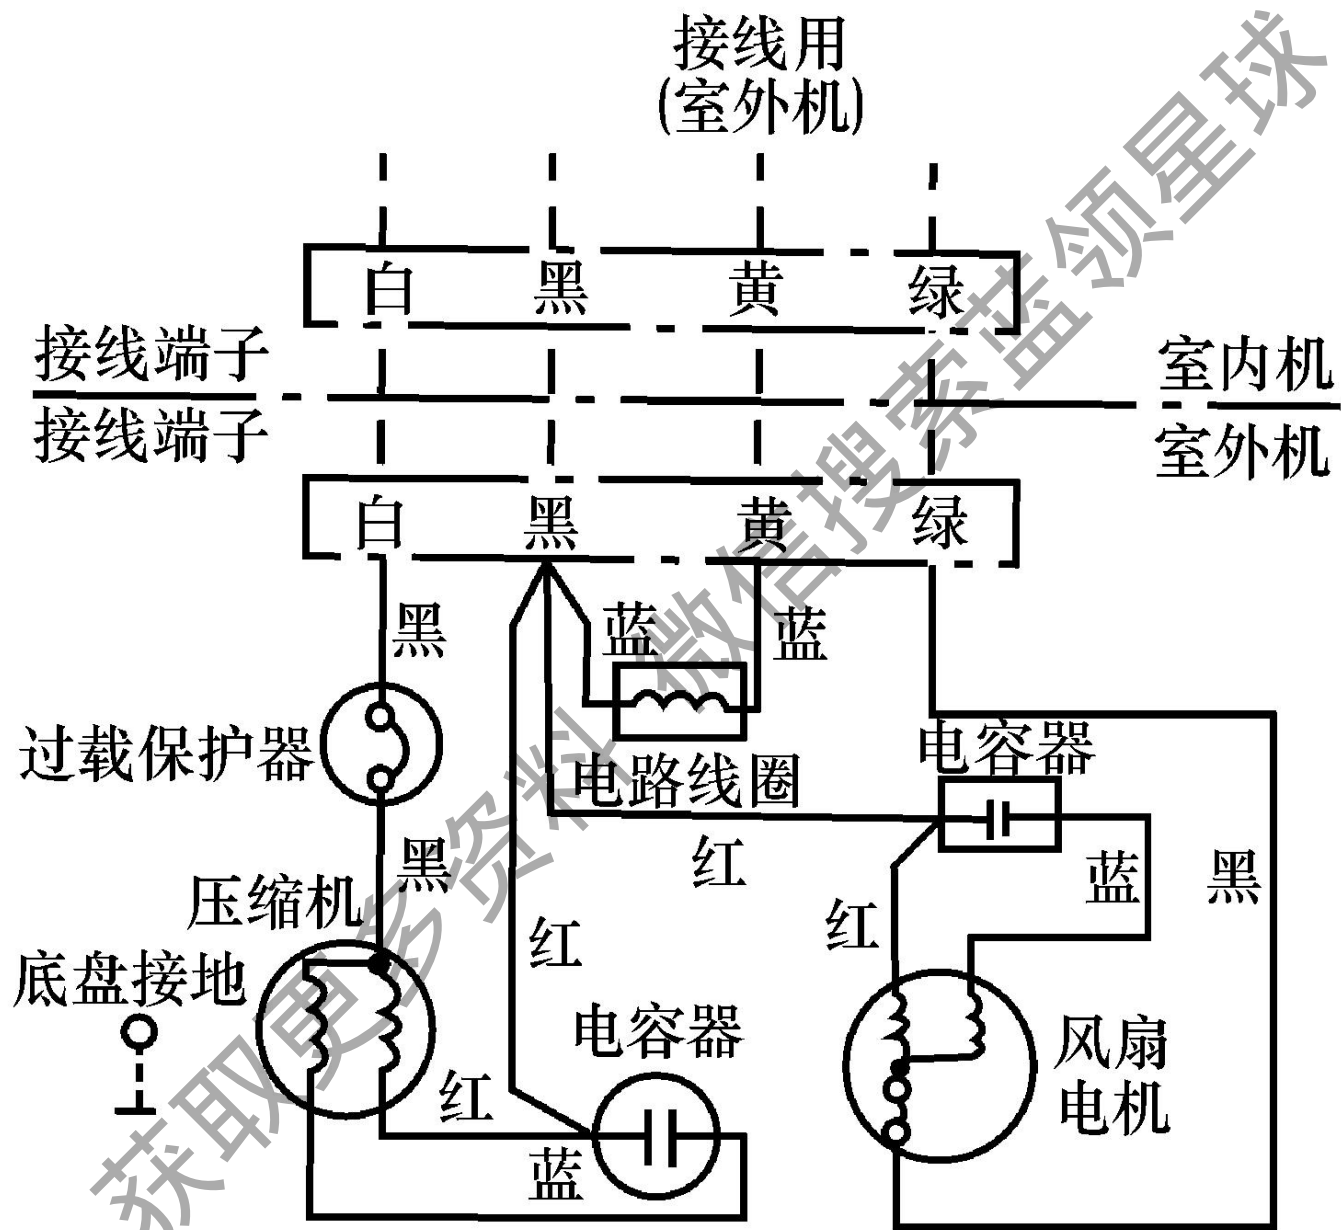 接线用
(室外机)
白 黑 黄 绿
接线端子
室内机
接线端子
室外机
白 黑 黄 绿
黑
蓝
蓝
过载保护器
电路线圈
电容器
红
黑
压缩机
蓝
黑
红
红
底盘接地
电容器
风扇
电机
红
蓝
获取更多资料 微信搜索蓝领星球